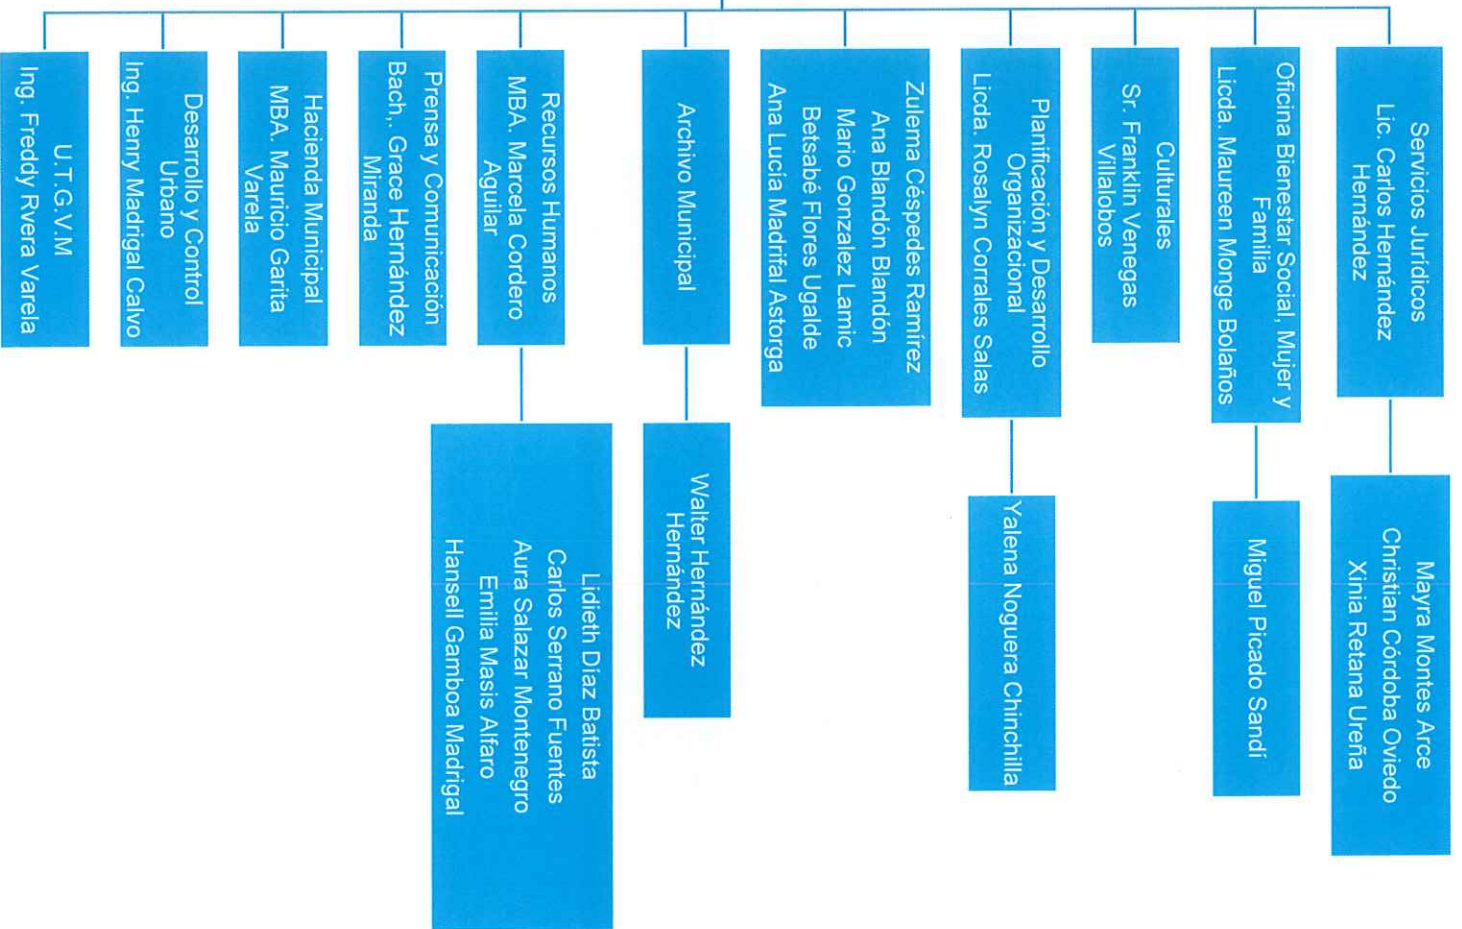 U.T.G.V.M
Ing. Freddy Rvera Varela
Desarrollo y Control
Urbano
Ing. Henry Madrigal Calvo
Hacienda Municipal
MBA. Mauricio Garita
Varela
Prensa y Comunicación
Bach,. Grace Hernández
Miranda
Recursos Humanos
MBA. Marcela Cordero
Aguilar
Lidieth Díaz Batista
Carlos Serrano Fuentes
Aura Salazar Montenegro
Emilia Masis Alfaro
Hansell Gamboa Madrigal
Archivo Municipal
Walter Hernández
Hernández
Zulema Céspedes Ramírez
Ana Blandón Blandón
Mario Gonzalez Lamic
Betsabé Flores Ugalde
Ana Lucía Madrifal Astorga
Planificación y Desarrollo
Organizacional
Licda. Rosalyn Corrales Salas
Yalena Noguera Chinchilla
Culturales
Sr. Franklin Venegas
Villalobos
Oficina Bienestar Social, Mujer y
Familia
Licda. Maureen Monge Bolaños
Miguel Picado Sandí
Servicios Jurídicos
Lic. Carlos Hernández
Hernández
Mayra Montes Arce
Christian Córdoba Oviedo
Xinia Retana Ureña